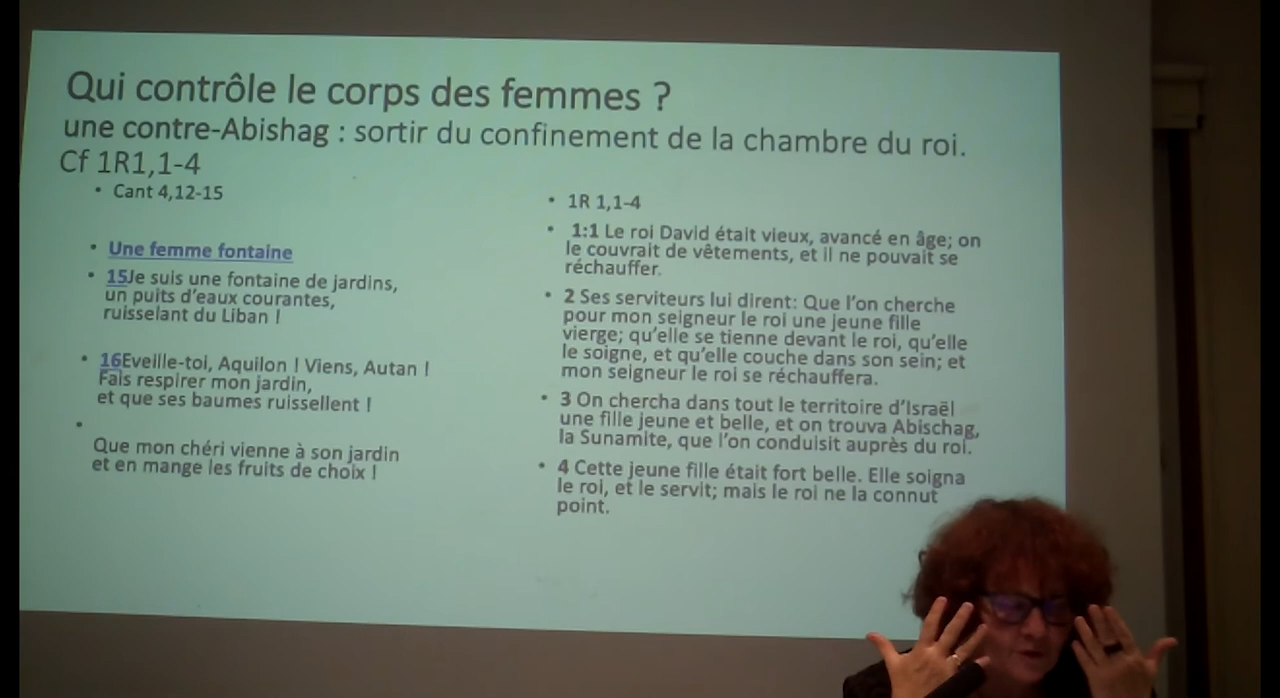 Qui contrôle le corps des femmes ?
une contre-Abishag : sortir du confinement de la chambre du roi.
Cf 1R1,1-4
• Cant 4,12-15
• Une femme fontaine
• 15Je suis une fontaine de jardins,
un puits d'eaux courantes,
ruisselant du Liban !
• 16Eveille-toi, Aquilon ! Viens, Autan !
Fais respirer mon jardin,
et que ses baumes ruissellent !
•
Que mon chéri vienne à son jardin
et en mange les fruits de choix !
• 1R 1,1-4
• 1:1 Le roi David était vieux, avancé en âge; on
le couvrait de vêtements, et il ne pouvait se
réchauffer.
• 2 Ses serviteurs lui dirent: Que l'on cherche
pour mon seigneur le roi une jeune fille
vierge; qu'elle se tienne devant le roi, qu'elle
le soigne, et qu'elle couche dans son sein; et
mon seigneur le roi se réchauffera.
• 3 On chercha dans tout le territoire d'Israël
une fille jeune et belle, et on trouva Abischag,
la Sunamite, que l'on conduisit auprès du roi.
• 4 Cette jeune fille était fort belle. Elle soigna
le roi, et le servit; mais le roi ne la connut
point.